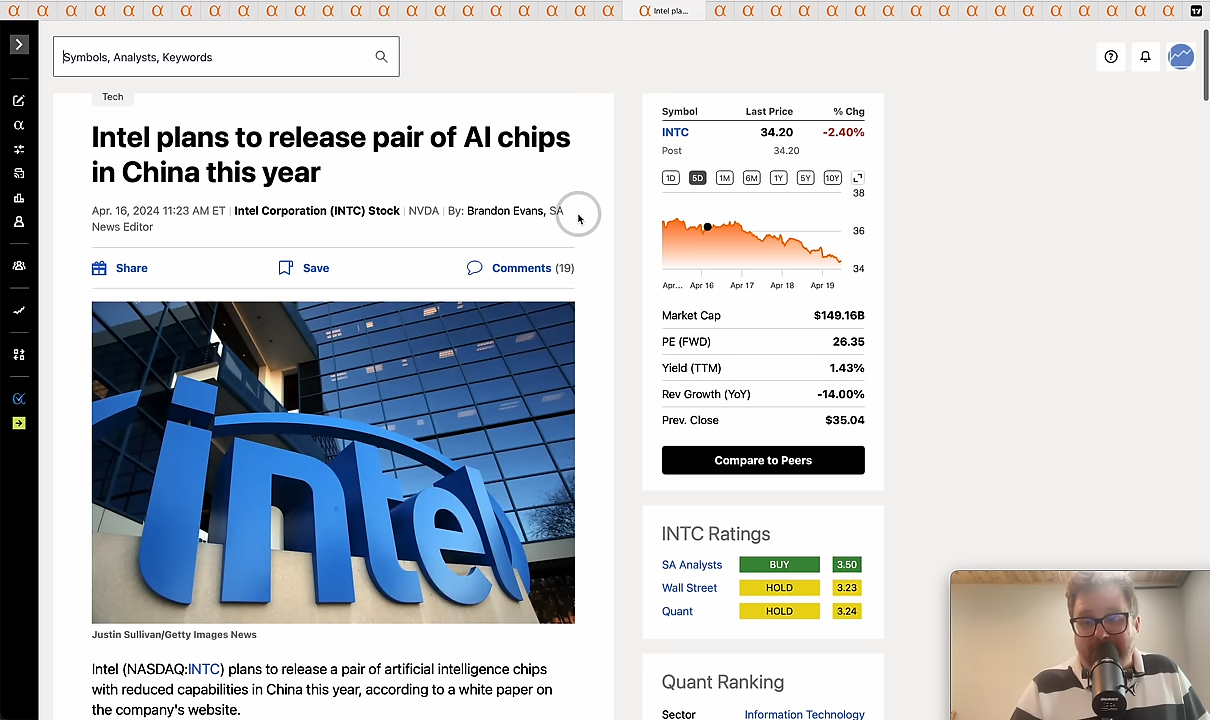 α α α α α α α α α α α α α α α α α α α α α α α Intel pla... α α α α α α α α α α α α α α α α α 17
Symbols, Analysts, Keywords
Tech
Intel plans to release pair of AI chips
in China this year
Apr. 16, 2024 11:23 AM ET | Intel Corporation (INTC) Stock | NVDA | By: Brandon Evans, SA
News Editor
Share Save Comments (19)
intel
Justin Sullivan/Getty Images News
Intel (NASDAQ:INTC) plans to release a pair of artificial intelligence chips
with reduced capabilities in China this year, according to a white paper on
the company's website.
Symbol Last Price % Chg
INTC 34.20 -2.40%
Post 34.20
1D 5D 1M 6M 1Y 5Y 10Y
38
36
34
Apr... Apr 16 Apr 17 Apr 18 Apr 19
Market Cap $149.16B
PE (FWD) 26.35
Yield (TTM) 1.43%
Rev Growth (YoY) -14.00%
Prev. Close $35.04
Compare to Peers
INTC Ratings
SA Analysts BUY 3.50
Wall Street HOLD 3.23
Quant HOLD 3.24
Quant Ranking
Sector Information Technology